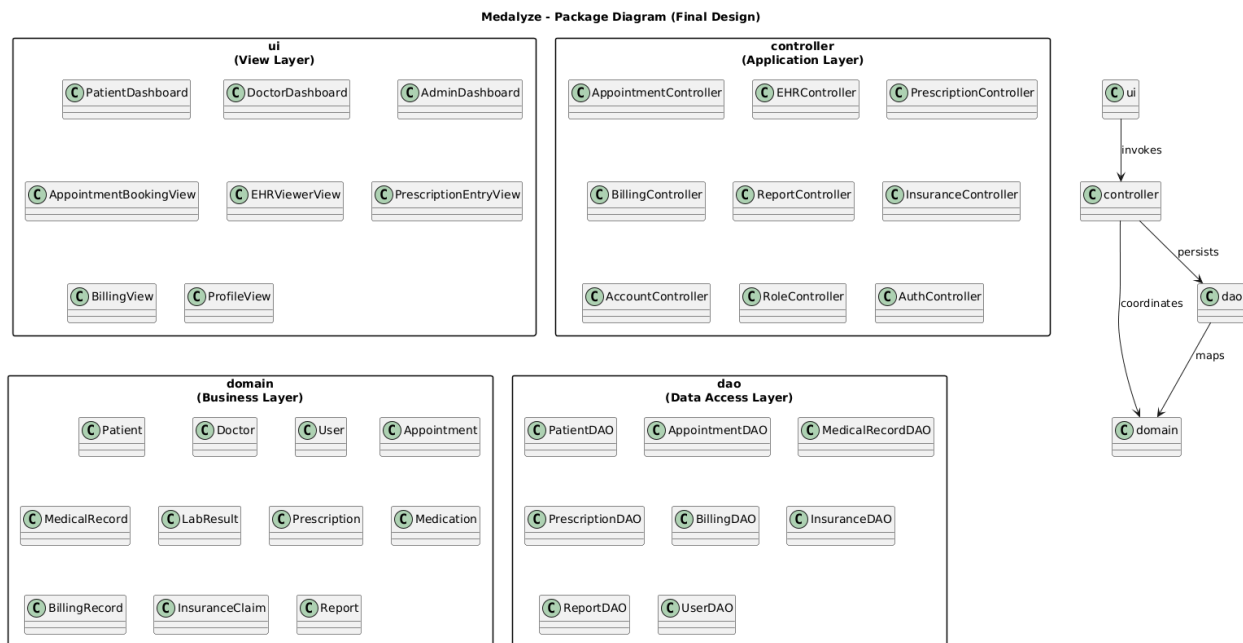 Medalyze - Package Diagram (Final Design)
ui
(View Layer)
C PatientDashboard
C DoctorDashboard
C AdminDashboard
C AppointmentBookingView
C EHRViewerView
C PrescriptionEntryView
C BillingView
C ProfileView
controller
(Application Layer)
C AppointmentController
C EHRController
C PrescriptionController
C BillingController
C ReportController
C InsuranceController
C AccountController
C RoleController
C AuthController
C ui
invokes
C controller
persists
coordinates
C dao
maps
C domain
domain
(Business Layer)
C Patient
C Doctor
C User
C Appointment
C MedicalRecord
C LabResult
C Prescription
C Medication
C BillingRecord
C InsuranceClaim
C Report
dao
(Data Access Layer)
C PatientDAO
C AppointmentDAO
C MedicalRecordDAO
C PrescriptionDAO
C BillingDAO
C InsuranceDAO
C ReportDAO
C UserDAO